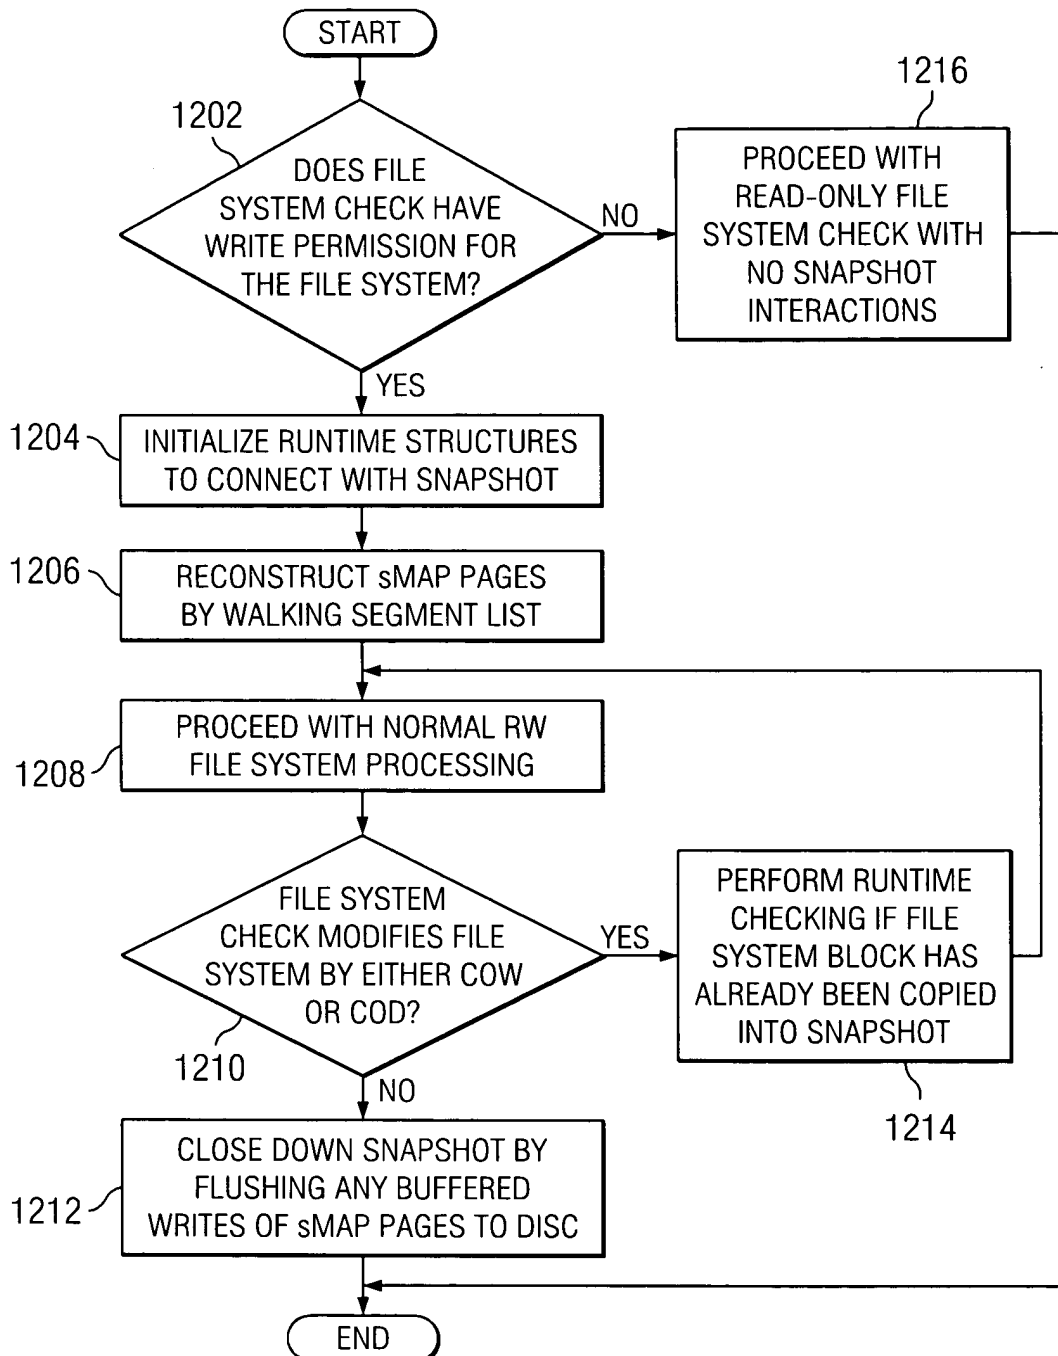 START
1202
DOES FILE
SYSTEM CHECK HAVE
WRITE PERMISSION FOR
THE FILE SYSTEM?
NO
1216
PROCEED WITH
READ-ONLY FILE
SYSTEM CHECK WITH
NO SNAPSHOT
INTERACTIONS
YES
1204
INITIALIZE RUNTIME STRUCTURES
TO CONNECT WITH SNAPSHOT
1206
RECONSTRUCT sMAP PAGES
BY WALKING SEGMENT LIST
1208
PROCEED WITH NORMAL RW
FILE SYSTEM PROCESSING
FILE SYSTEM
CHECK MODIFIES FILE
SYSTEM BY EITHER COW
OR COD?
1210
YES
PERFORM RUNTIME
CHECKING IF FILE
SYSTEM BLOCK HAS
ALREADY BEEN COPIED
INTO SNAPSHOT
1214
NO
1212
CLOSE DOWN SNAPSHOT BY
FLUSHING ANY BUFFERED
WRITES OF sMAP PAGES TO DISC
END